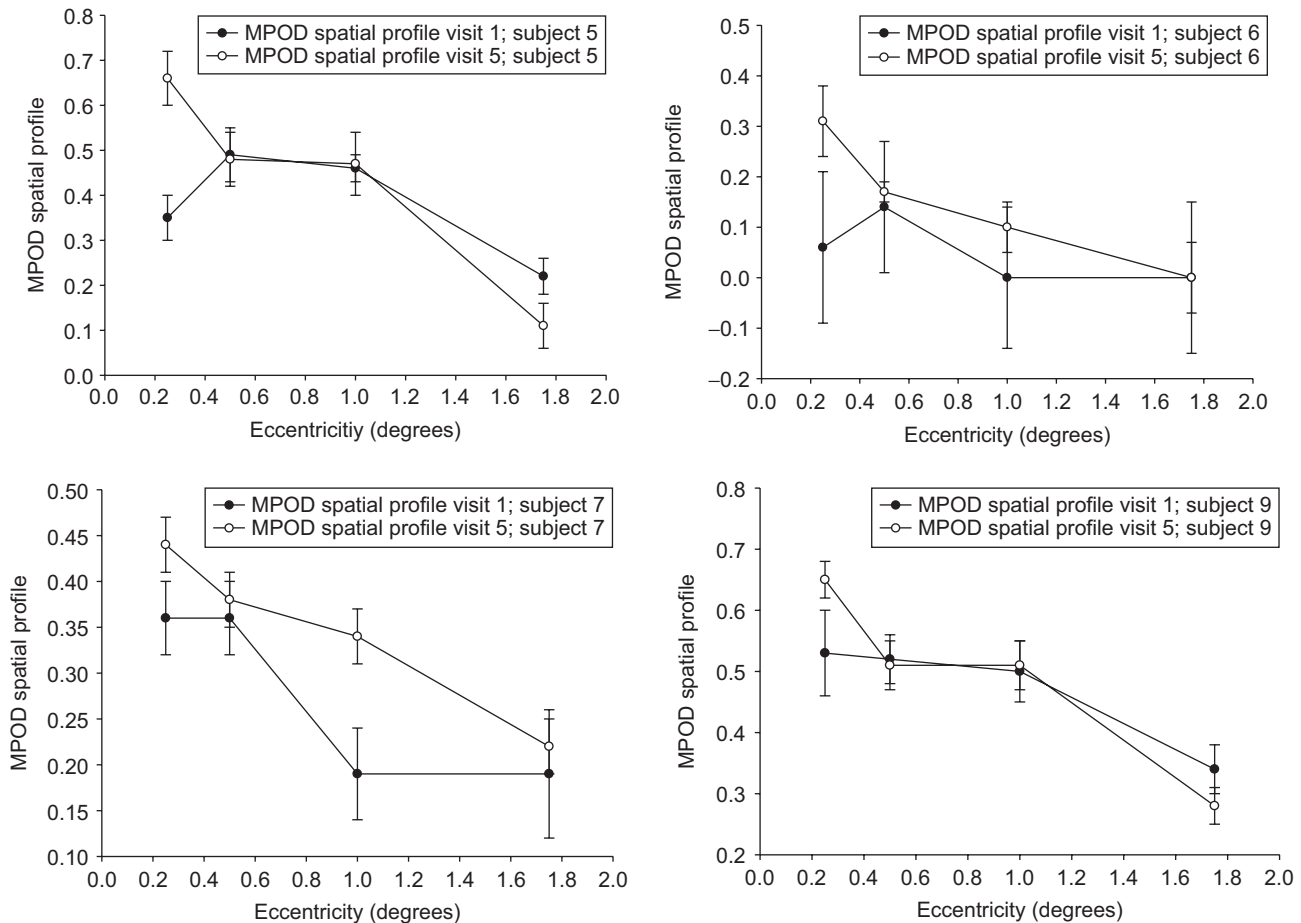 0.8
0.7
0.6
0.5
0.4
0.3
0.2
0.1
0.0
MPOD spatial profile
MPOD spatial profile visit 1; subject 5
MPOD spatial profile visit 5; subject 5
0.0 0.2 0.4 0.6 0.8 1.0 1.2 1.4 1.6 1.8 2.0
Eccentricitiy (degrees)
0.5
0.4
0.3
0.2
0.1
0.0
–0.1
–0.2
MPOD spatial profile
MPOD spatial profile visit 1; subject 6
MPOD spatial profile visit 5; subject 6
0.0 0.2 0.4 0.6 0.8 1.0 1.2 1.4 1.6 1.8 2.0
Eccentricity (degrees)
0.50
0.45
0.40
0.35
0.30
0.25
0.20
0.15
0.10
MPOD spatial profile
MPOD spatial profile visit 1; subject 7
MPOD spatial profile visit 5; subject 7
0.0 0.2 0.4 0.6 0.8 1.0 1.2 1.4 1.6 1.8 2.0
Eccentricity (degrees)
0.8
0.7
0.6
0.5
0.4
0.3
0.2
MPOD spatial profile
MPOD spatial profile visit 1; subject 9
MPOD spatial profile visit 5; subject 9
0.0 0.2 0.4 0.6 0.8 1.0 1.2 1.4 1.6 1.8 2.0
Eccentricity (degrees)